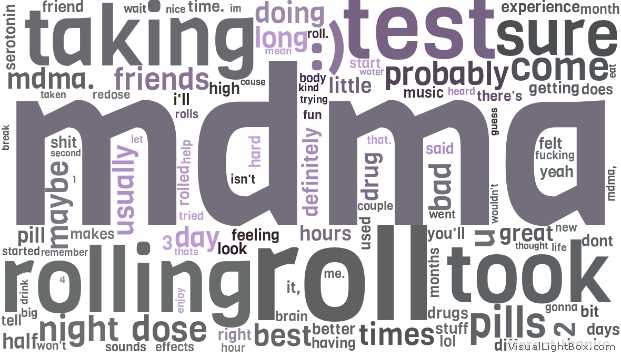 friend wait nice time. im doing experience month
serotonin taking long roll. :) test sure
mean
mdma. friends high cause body start water little probably come eat
taken redose i'll kind trying music heard there's getting does
mdma
break shit second 1 maybe let usually rolls help rolled tried hard isn't fun definitely that. drug couple said bad went guess wouldn't felt fucking yeah mdma,
pill makes 3 day thats feeling look hours used you'll u great new thought life dont
started remember
rolling roll took
drink 4 enjoy it, me. brain months gonna
tell big drugs pills 2 bit
half won't night dose right hour best better having times stuff lol days
sounds effects
VisualLightBox.com